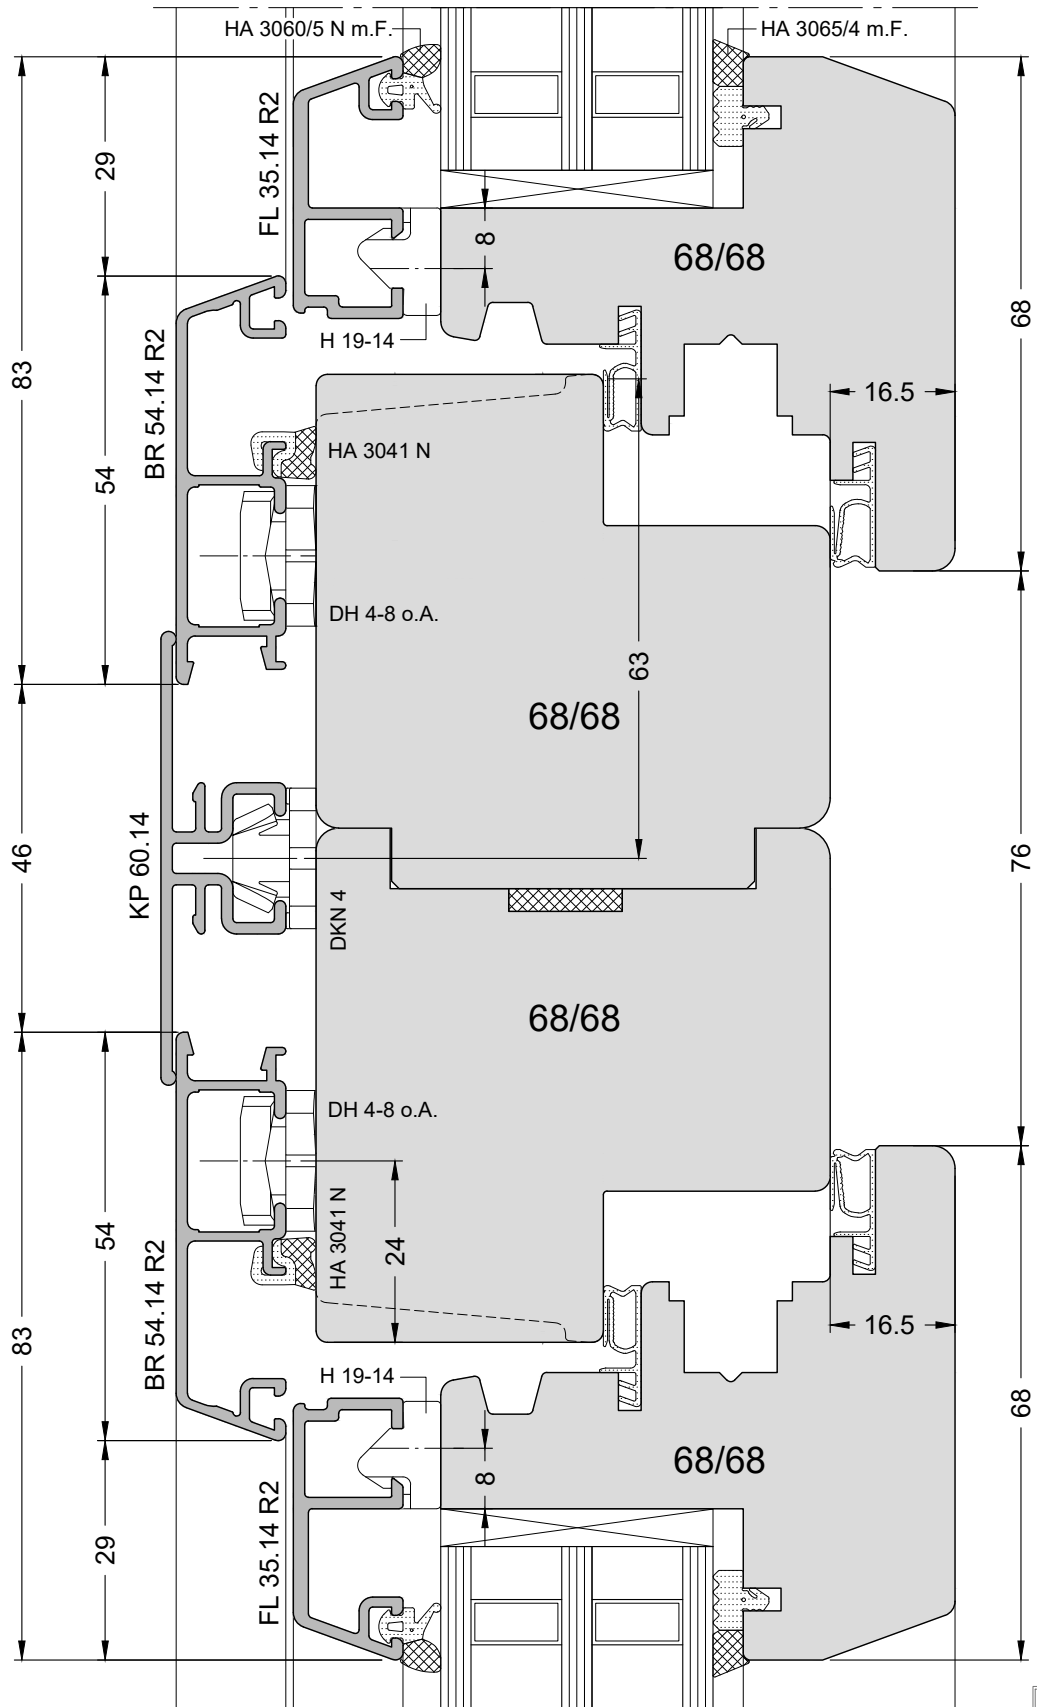 HA 3060/5 N m.F.
HA 3065/4 m.F.
29
FL 35.14 R2
8
68/68
68
83
H 19-14
BR 54.14 R2
16.5
HA 3041 N
54
DH 4-8 o.A.
63
68/68
KP 60.14
46
76
DKN 4
68/68
DH 4-8 o.A.
HA 3041 N
24
54
BR 54.14 R2
83
16.5
H 19-14
68
68/68
8
FL 35.14 R2
29